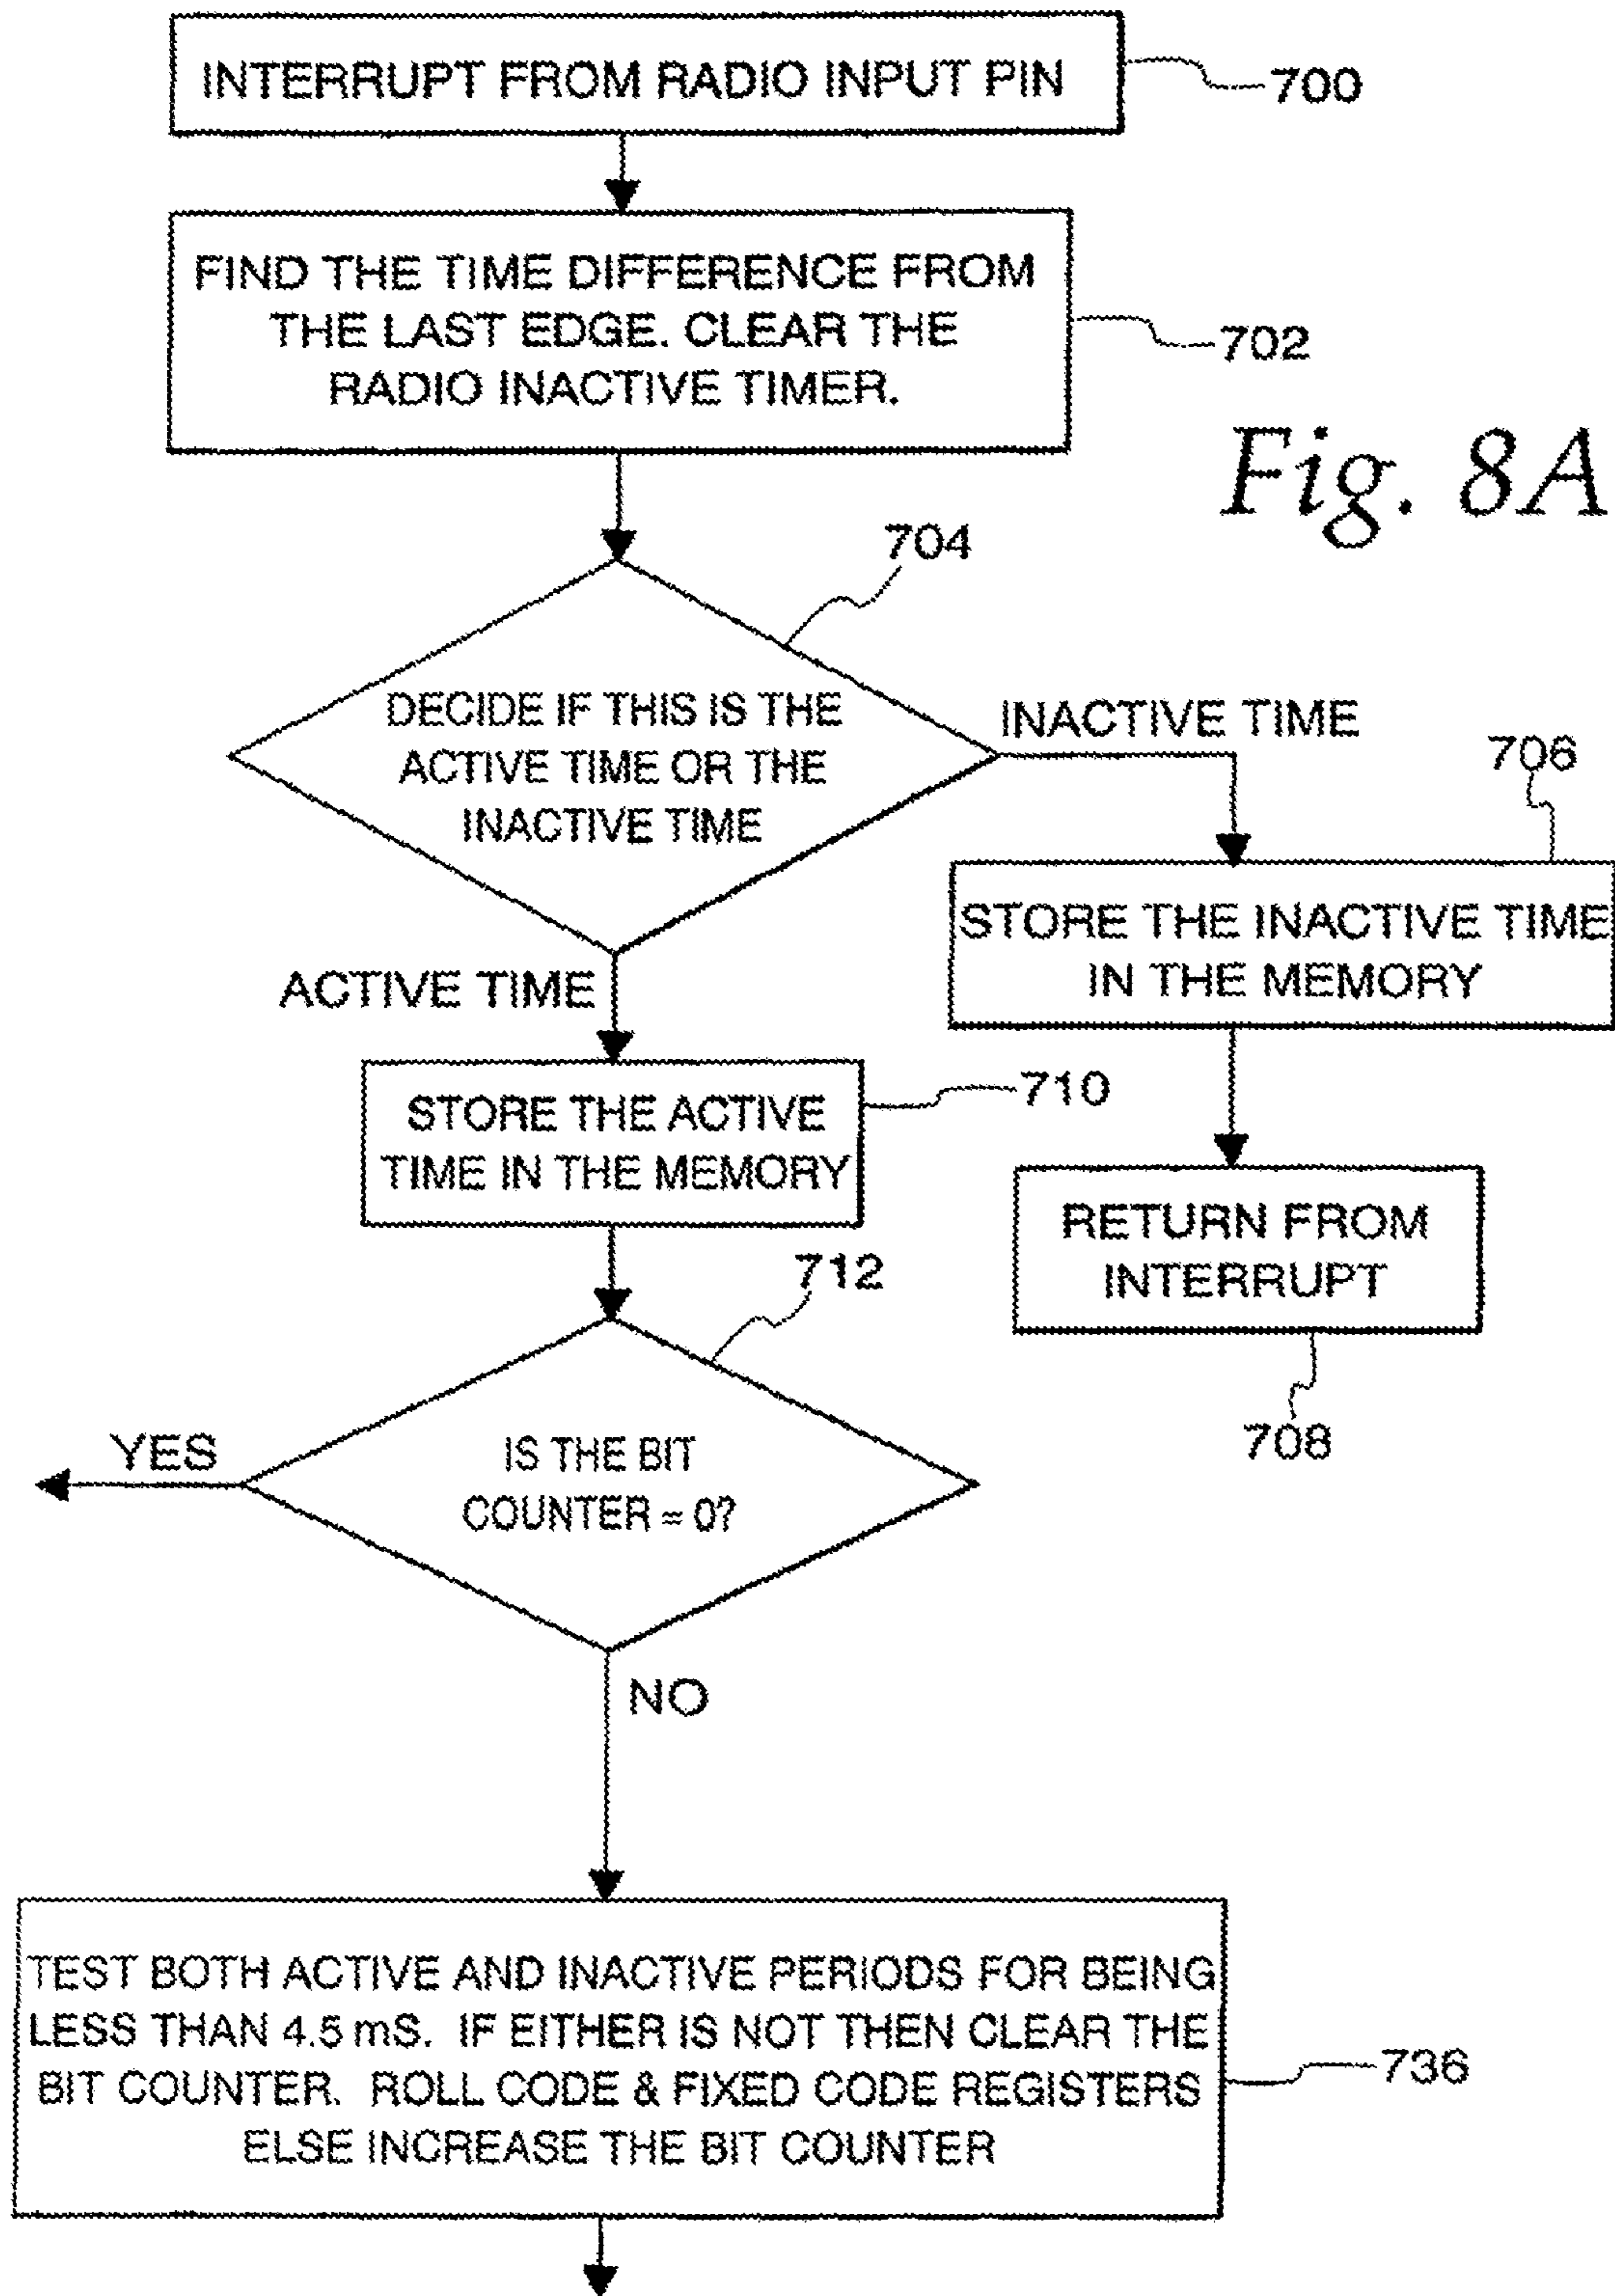 INTERRUPT FROM RADIO INPUT PIN
700
FIND THE TIME DIFFERENCE FROM
THE LAST EDGE. CLEAR THE
RADIO INACTIVE TIMER.
702
Fig. 8A
704
DECIDE IF THIS IS THE
ACTIVE TIME OR THE
INACTIVE TIME
INACTIVE TIME
706
STORE THE INACTIVE TIME
IN THE MEMORY
ACTIVE TIME
710
STORE THE ACTIVE
TIME IN THE MEMORY
RETURN FROM
INTERRUPT
708
712
YES
IS THE BIT
COUNTER = 0?
NO
TEST BOTH ACTIVE AND INACTIVE PERIODS FOR BEING
LESS THAN 4.5 mS. IF EITHER IS NOT THEN CLEAR THE
BIT COUNTER. ROLL CODE & FIXED CODE REGISTERS
ELSE INCREASE THE BIT COUNTER
736